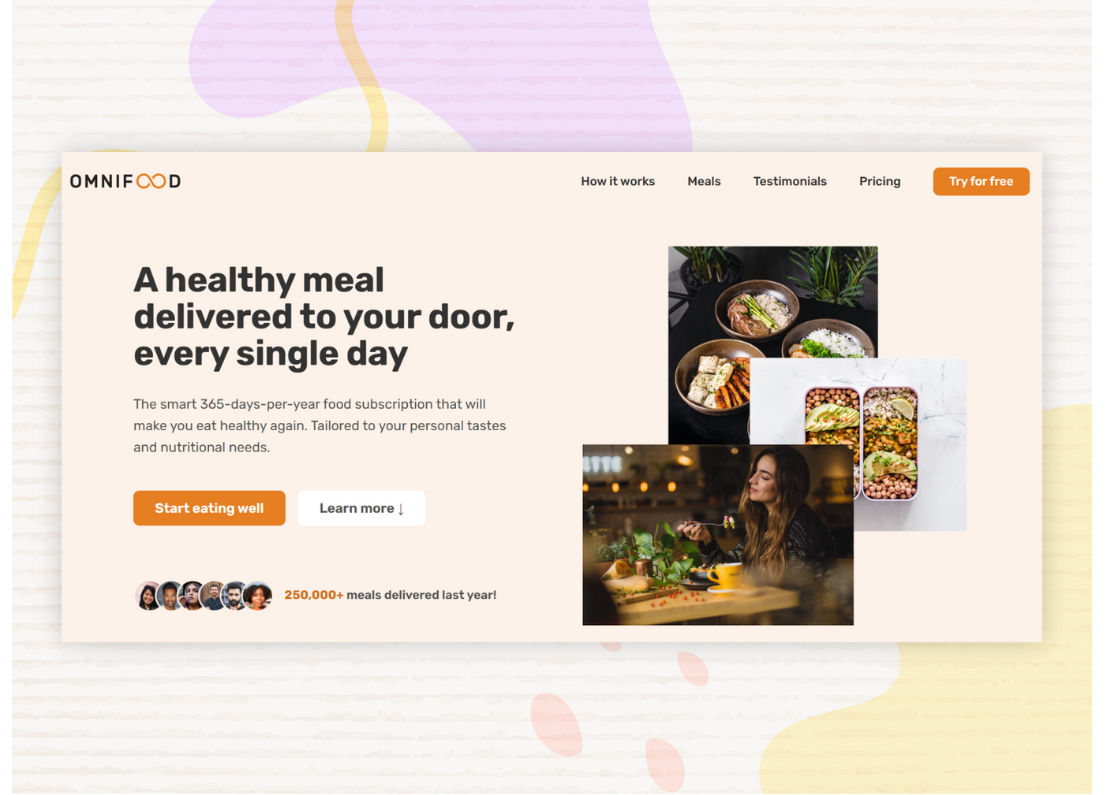 OMNIFOOD
How it works
Meals
Testimonials
Pricing
Try for free
A healthy meal
delivered to your door,
every single day
The smart 365-days-per-year food subscription that will
make you eat healthy again. Tailored to your personal tastes
and nutritional needs.
Start eating well
Learn more ↓
250,000+ meals delivered last year!